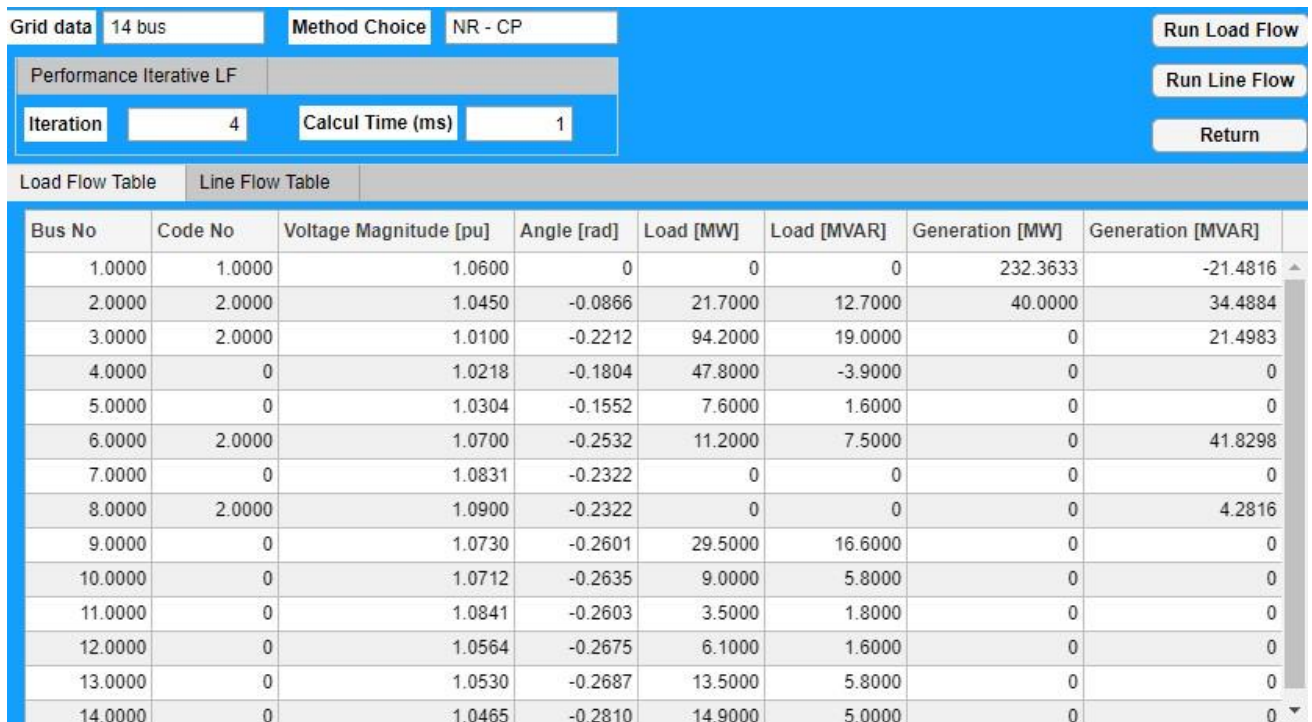 Grid data 14 bus Method Choice NR - CP Run Load Flow
Performance Iterative LF Run Line Flow
Iteration 4 Calcul Time (ms) 1 Return
Load Flow Table Line Flow Table
Bus No Code No Voltage Magnitude [pu] Angle [rad] Load [MW] Load [MVAR] Generation [MW] Generation [MVAR]
1.0000 1.0000 1.0600 0 0 0 232.3633 -21.4816
2.0000 2.0000 1.0450 -0.0866 21.7000 12.7000 40.0000 34.4884
3.0000 2.0000 1.0100 -0.2212 94.2000 19.0000 0 21.4983
4.0000 0 1.0218 -0.1804 47.8000 -3.9000 0 0
5.0000 0 1.0304 -0.1552 7.6000 1.6000 0 0
6.0000 2.0000 1.0700 -0.2532 11.2000 7.5000 0 41.8298
7.0000 0 1.0831 -0.2322 0 0 0 0
8.0000 2.0000 1.0900 -0.2322 0 0 0 4.2816
9.0000 0 1.0730 -0.2601 29.5000 16.6000 0 0
10.0000 0 1.0712 -0.2635 9.0000 5.8000 0 0
11.0000 0 1.0841 -0.2603 3.5000 1.8000 0 0
12.0000 0 1.0564 -0.2675 6.1000 1.6000 0 0
13.0000 0 1.0530 -0.2687 13.5000 5.8000 0 0
14.0000 0 1.0465 -0.2810 14.9000 5.0000 0 0